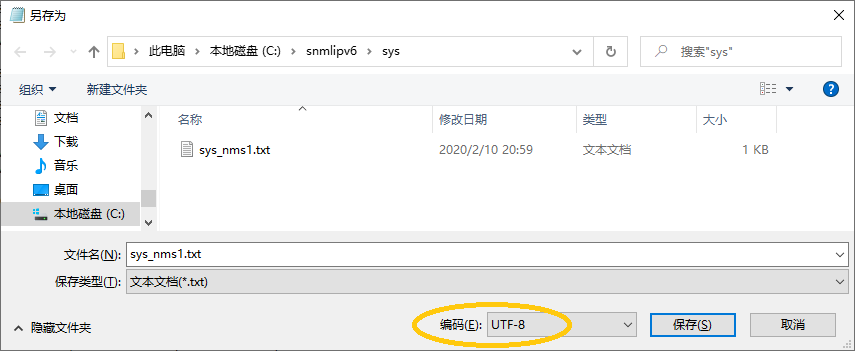 另存为
此电脑 > 本地磁盘 (C:) > snmlipv6 > sys
搜索"sys"
组织 新建文件夹
文档
下载
音乐
桌面
本地磁盘 (C:)
名称 修改日期 类型 大小
sys_nms1.txt 2020/2/10 20:59 文本文档 1 KB
文件名(N): sys_nms1.txt
保存类型(T): 文本文档(*.txt)
隐藏文件夹 编码(E): UTF-8 保存(S) 取消